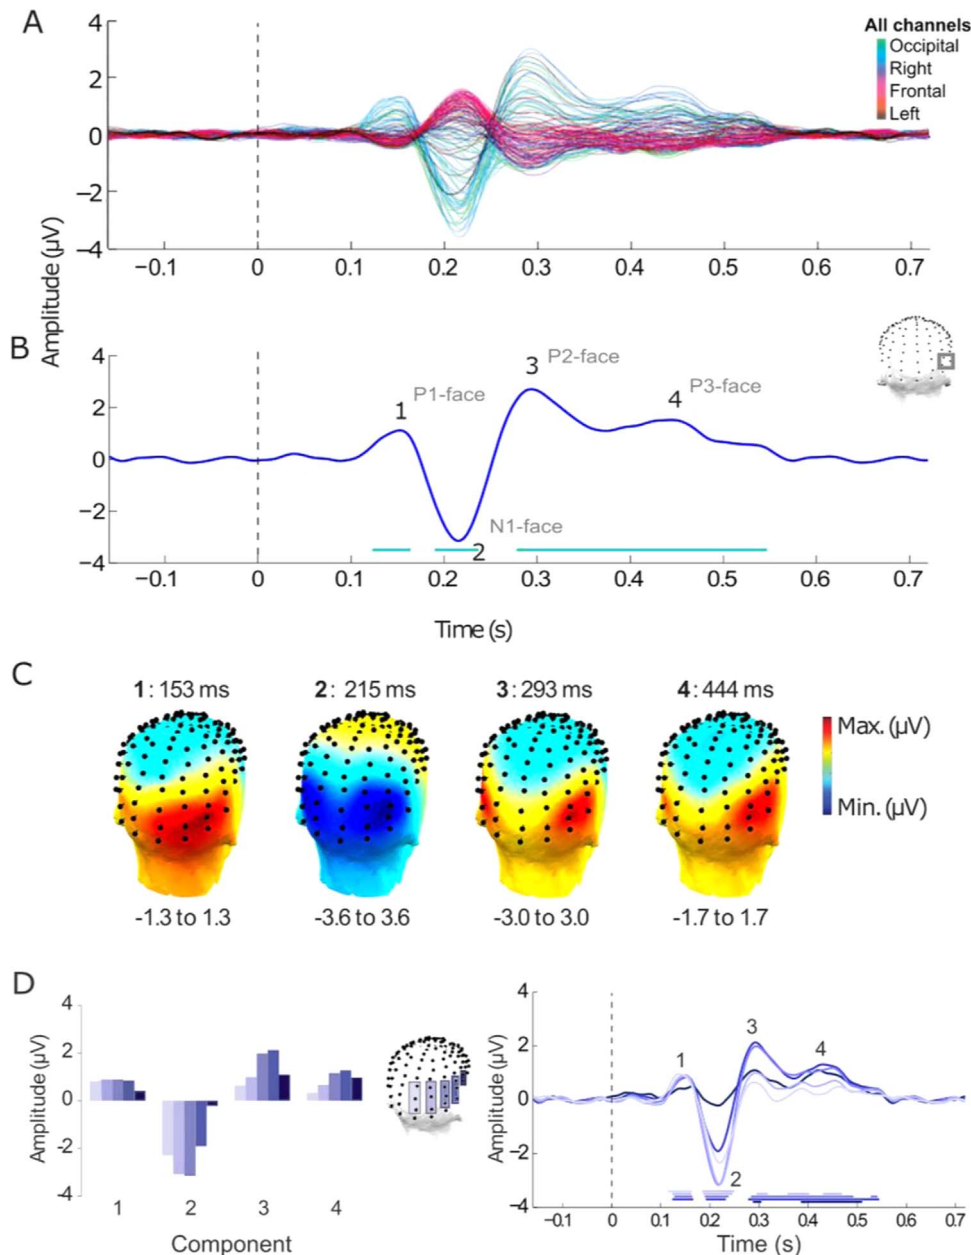 A
4
2
0
−2
−4
All channels
Occipital
Right
Frontal
Left
−0.1 0 0.1 0.2 0.3 0.4 0.5 0.6 0.7
Amplitude (µV)
B
4
2
0
−2
−4
1
P1-face
3
P2-face
4
P3-face
N1-face
2
−0.1 0 0.1 0.2 0.3 0.4 0.5 0.6 0.7
Time (s)
C
1 : 153 ms
2 : 215 ms
3 : 293 ms
4 : 444 ms
Max. (µV)
Min. (µV)
-1.3 to 1.3
-3.6 to 3.6
-3.0 to 3.0
-1.7 to 1.7
D
4
2
0
-2
-4
Amplitude (µV)
1 2 3 4
Component
4
2
0
−2
−4
Amplitude (µV)
1
2
3
4
-0.1 0 0.1 0.2 0.3 0.4 0.5 0.6 0.7
Time (s)